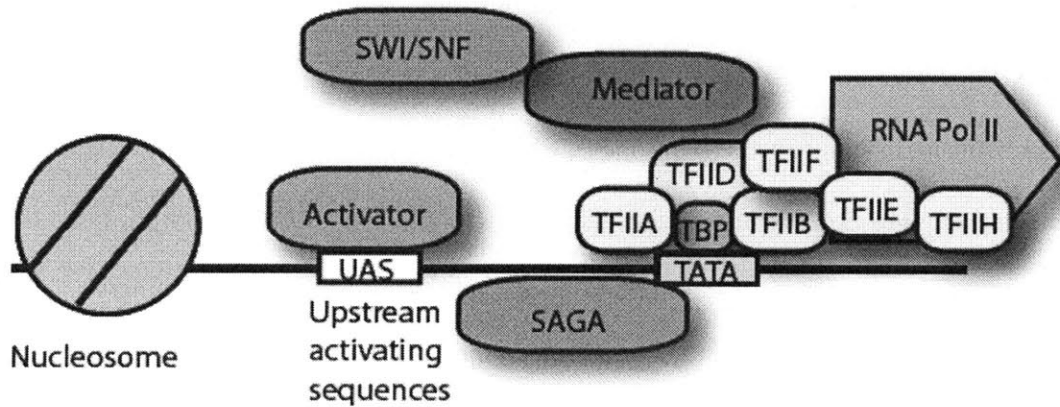 SWI/SNF
Mediator
RNA Pol II
TFIIF
TFIID
Activator
TFIIA
TBP
TFIIB
TFIIE
TFIIH
UAS
TATA
Upstream
activating
sequences
SAGA
Nucleosome